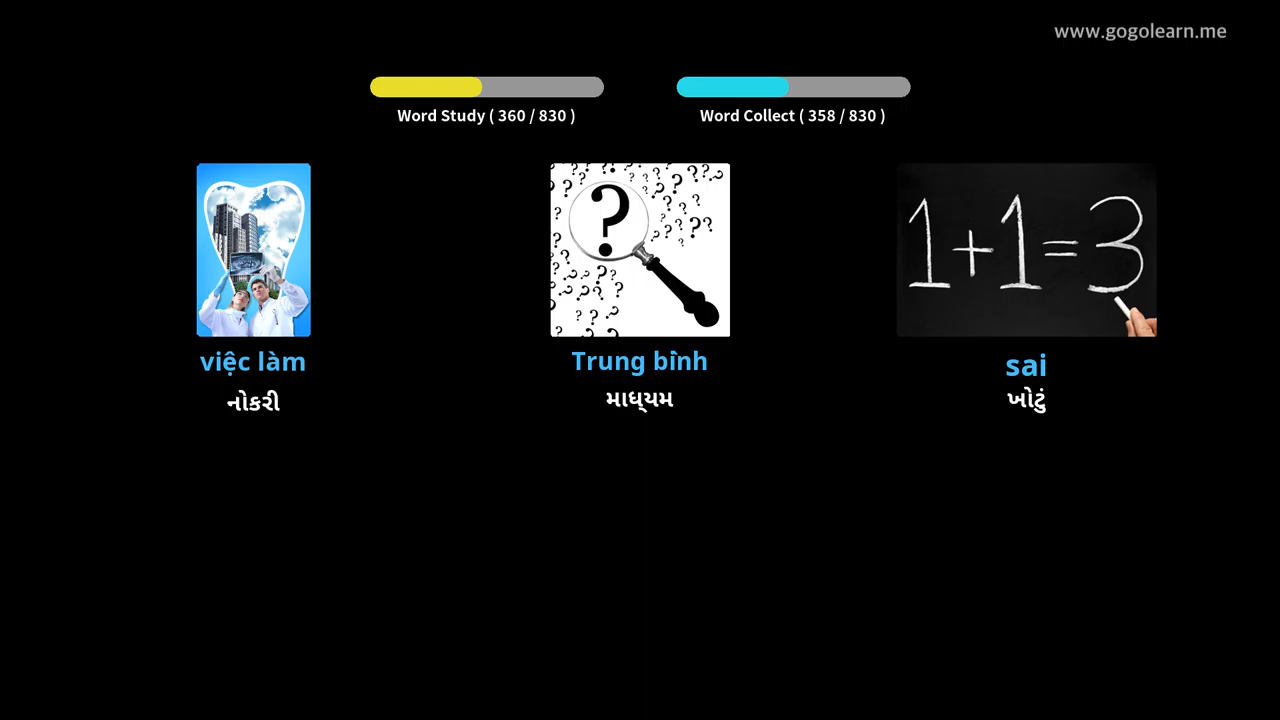 www.gogolearn.me
Word Study ( 360 / 830 )
Word Collect ( 358 / 830 )
1+1=3
việc làm
Trung bình
sai
નોકરી
માધ્યમ
ખોટું